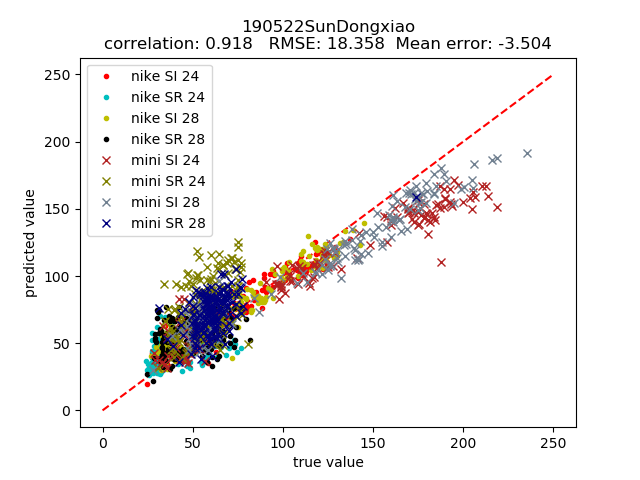 190522SunDongxiao
correlation: 0.918   RMSE: 18.358  Mean error: -3.504
250
200
150
100
50
0
predicted value
nike SI 24
nike SR 24
nike SI 28
nike SR 28
mini SI 24
mini SR 24
mini SI 28
mini SR 28
0 50 100 150 200 250
true value